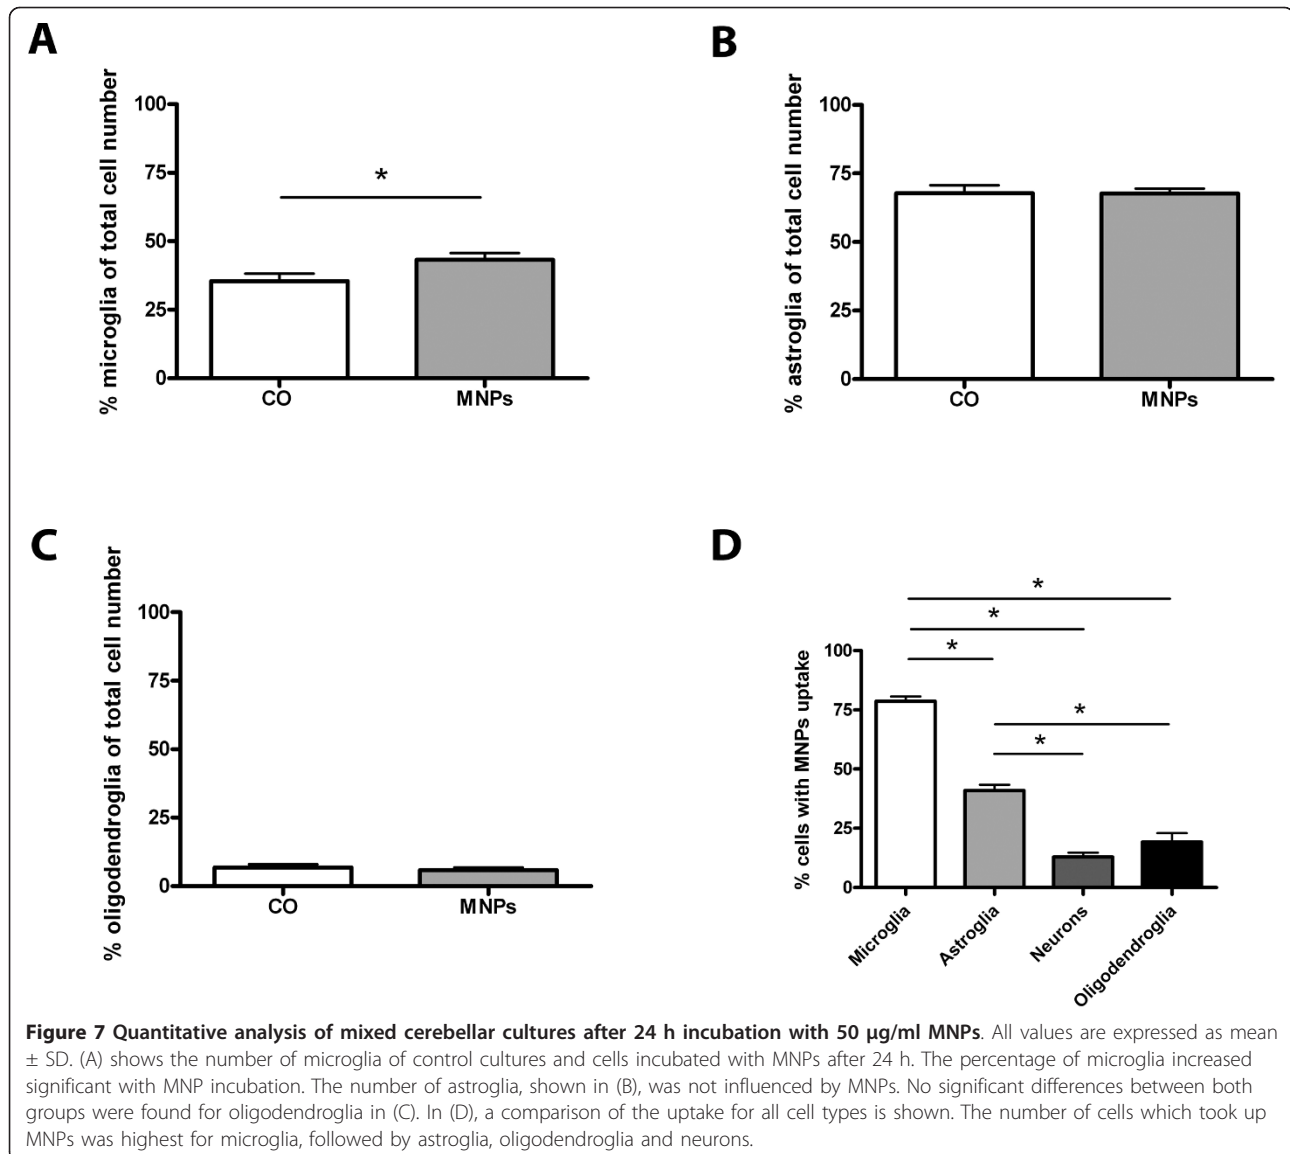 A
% microglia of total cell number
100
75
50
25
0
*
CO
MNPs
B
% astroglia of total cell number
100
75
50
25
0
CO
MNPs
C
% oligodendroglia of total cell number
100
75
50
25
0
CO
MNPs
D
% cells with MNPs uptake
100
75
50
25
0
*
*
*
*
*
Microglia
Astroglia
Neurons
Oligodendroglia
Figure 7 Quantitative analysis of mixed cerebellar cultures after 24 h incubation with 50 μg/ml MNPs. All values are expressed as mean
± SD. (A) shows the number of microglia of control cultures and cells incubated with MNPs after 24 h. The percentage of microglia increased
significant with MNP incubation. The number of astroglia, shown in (B), was not influenced by MNPs. No significant differences between both
groups were found for oligodendroglia in (C). In (D), a comparison of the uptake for all cell types is shown. The number of cells which took up
MNPs was highest for microglia, followed by astroglia, oligodendroglia and neurons.